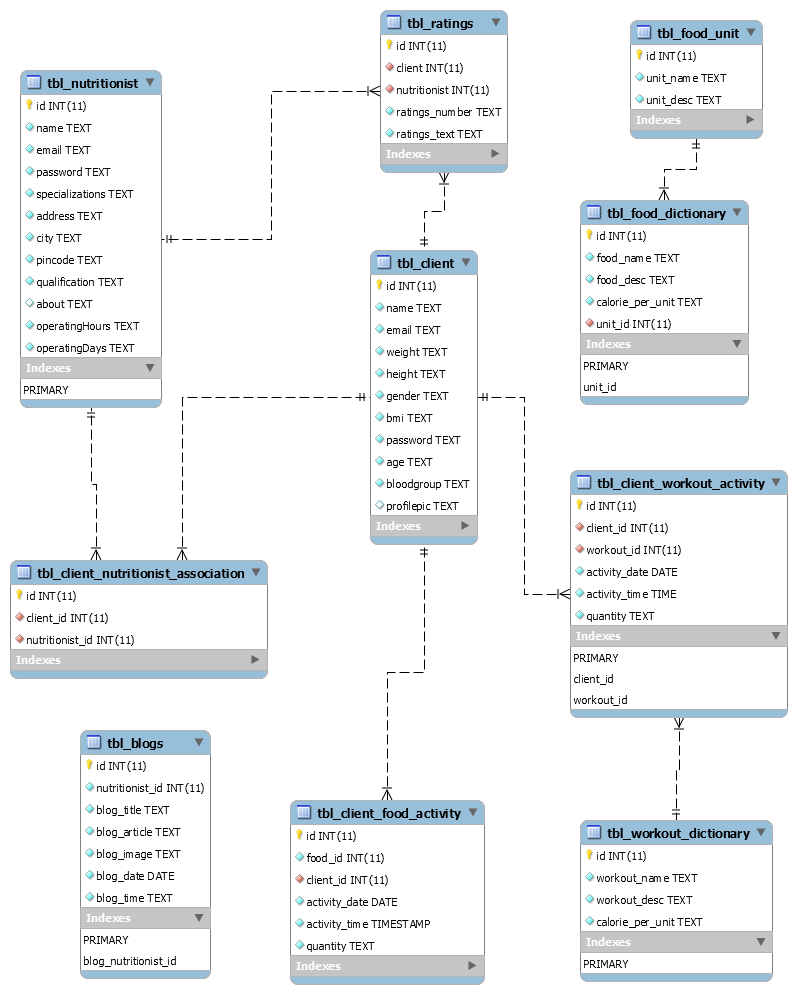 tbl_ratings
id INT(11)
client INT(11)
nutritionist INT(11)
ratings_number TEXT
ratings_text TEXT
Indexes
tbl_food_unit
id INT(11)
unit_name TEXT
unit_desc TEXT
Indexes
tbl_nutritionist
id INT(11)
name TEXT
email TEXT
password TEXT
specializations TEXT
address TEXT
city TEXT
pincode TEXT
qualification TEXT
about TEXT
operatingHours TEXT
operatingDays TEXT
Indexes
PRIMARY
tbl_food_dictionary
id INT(11)
food_name TEXT
food_desc TEXT
calorie_per_unit TEXT
unit_id INT(11)
Indexes
PRIMARY
unit_id
tbl_client
id INT(11)
name TEXT
email TEXT
weight TEXT
height TEXT
gender TEXT
bmi TEXT
password TEXT
age TEXT
bloodgroup TEXT
profilepic TEXT
Indexes
tbl_client_workout_activity
id INT(11)
client_id INT(11)
workout_id INT(11)
activity_date DATE
activity_time TIME
quantity TEXT
Indexes
PRIMARY
client_id
workout_id
tbl_client_nutritionist_association
id INT(11)
client_id INT(11)
nutritionist_id INT(11)
Indexes
tbl_blogs
id INT(11)
nutritionist_id INT(11)
blog_title TEXT
blog_article TEXT
blog_image TEXT
blog_date DATE
blog_time TEXT
Indexes
PRIMARY
blog_nutritionist_id
tbl_client_food_activity
id INT(11)
food_id INT(11)
client_id INT(11)
activity_date DATE
activity_time TIMESTAMP
quantity TEXT
Indexes
tbl_workout_dictionary
id INT(11)
workout_name TEXT
workout_desc TEXT
calorie_per_unit TEXT
Indexes
PRIMARY